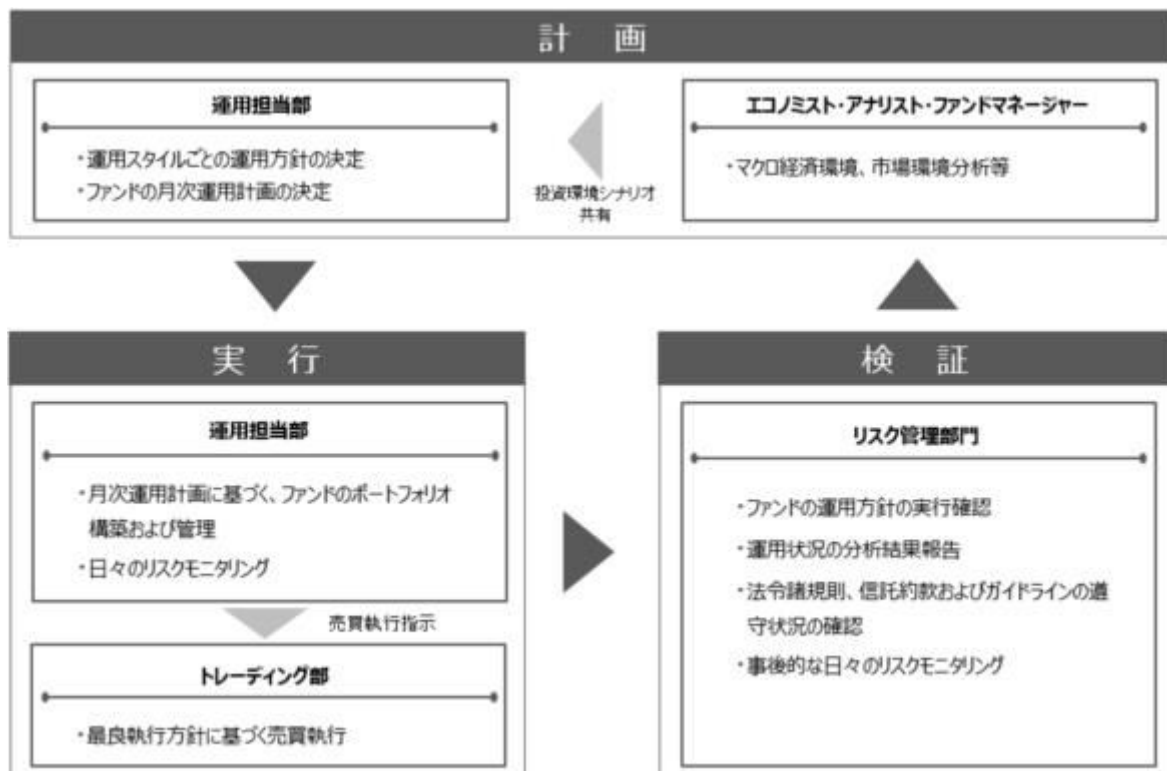 計 画
運用担当部
・運用スタイルごとの運用方針の決定
・ファンドの月次運用計画の決定
投資環境シナリオ
共有
エコノミスト・アナリスト・ファンドマネージャー
・マクロ経済環境、市場環境分析等
実 行
運用担当部
・月次運用計画に基づく、ファンドのポートフォリオ
構築および管理
・日々のリスクモニタリング
売買執行指示
トレーディング部
・最良執行方針に基づく売買執行
検 証
リスク管理部門
・ファンドの運用方針の実行確認
・運用状況の分析結果報告
・法令諸規則、信託約款およびガイドラインの遵
守状況の確認
・事後的な日々のリスクモニタリング